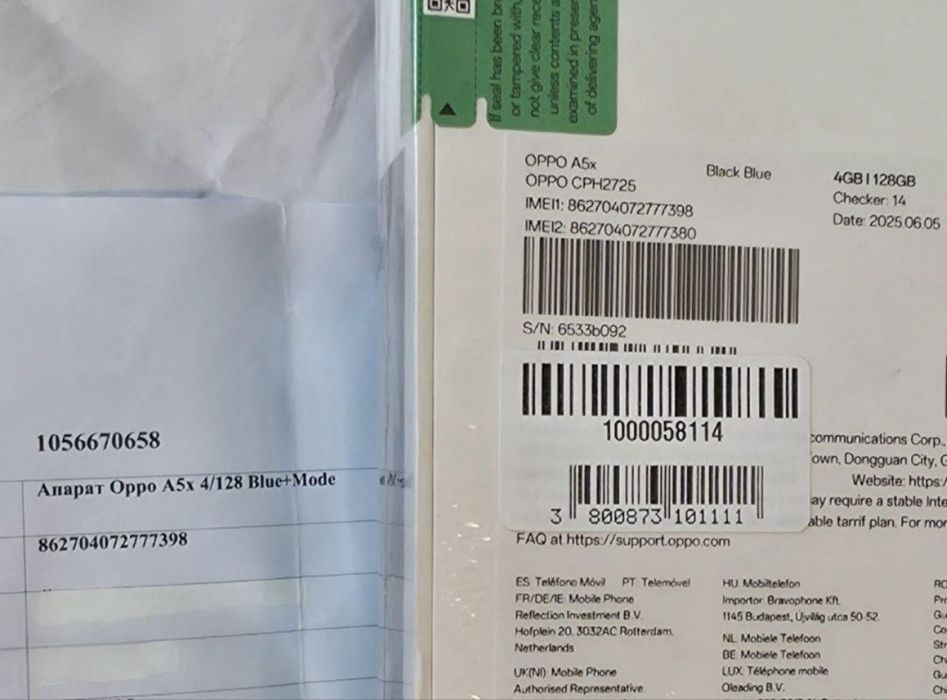 If seal has been br
or tampered with,
not give clear rece
unless contents a
examined in presen
of delivering agen
OPPO A5x
OPPO CPH2725
IMEI1: 862704072777398
IMEI2: 862704072777380
Black Blue
4GB | 128GB
Checker: 14
Date: 2025.06.05
S/N: 6533b092
1000058114
3 800873 101111
communications Corp.,
own, Dongguan City, G
Website: https:/
ay require a stable Inte
able tarrif plan. For mor
FAQ at https://support.oppo.com
ES: Teléfono Móvil PT: Telemóvel
FR/DE/IE: Mobile Phone
Reflection Investment B.V.
Hofplein 20, 3032AC Rotterdam,
Netherlands
UK(NI): Mobile Phone
Authorised Representative
HU: Mobiltelefon
Importőr: Bravophone Kft.
1145 Budapest, Újvilág utca 50-52.
NL: Mobiele Telefoon
BE: Mobiele Telefoon
LUX: Téléphone mobile
Oleading B.V.
1056670658
Апарат Oppo A5x 4/128 Blue+Mode
862704072777398